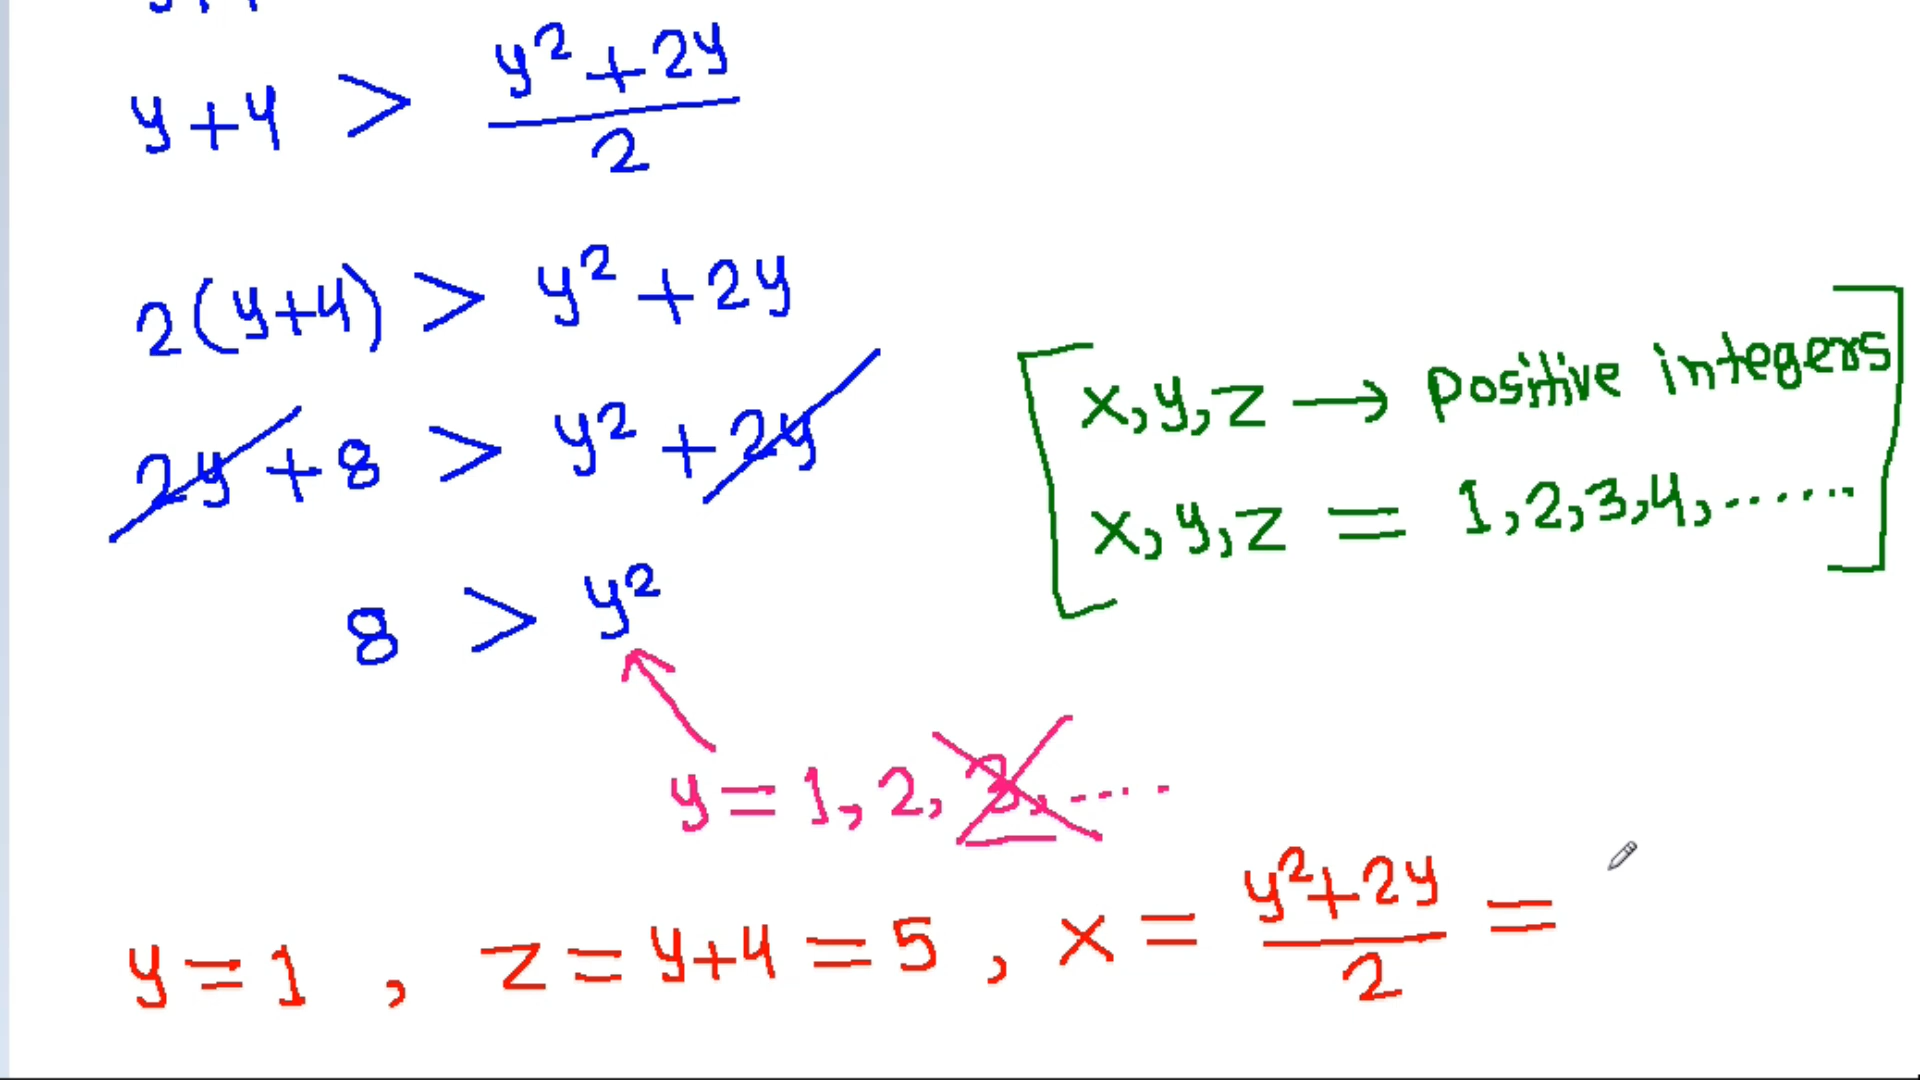 y+4 > (y²+2y)/2
2(y+4) > y²+2y
2y+8 > y²+2y
8 > y²
[x,y,z → positive integers
x,y,z = 1,2,3,4,......]
y=1,2,3,.....
y=1 , z=y+4=5 , x = (y²+2y)/2 =